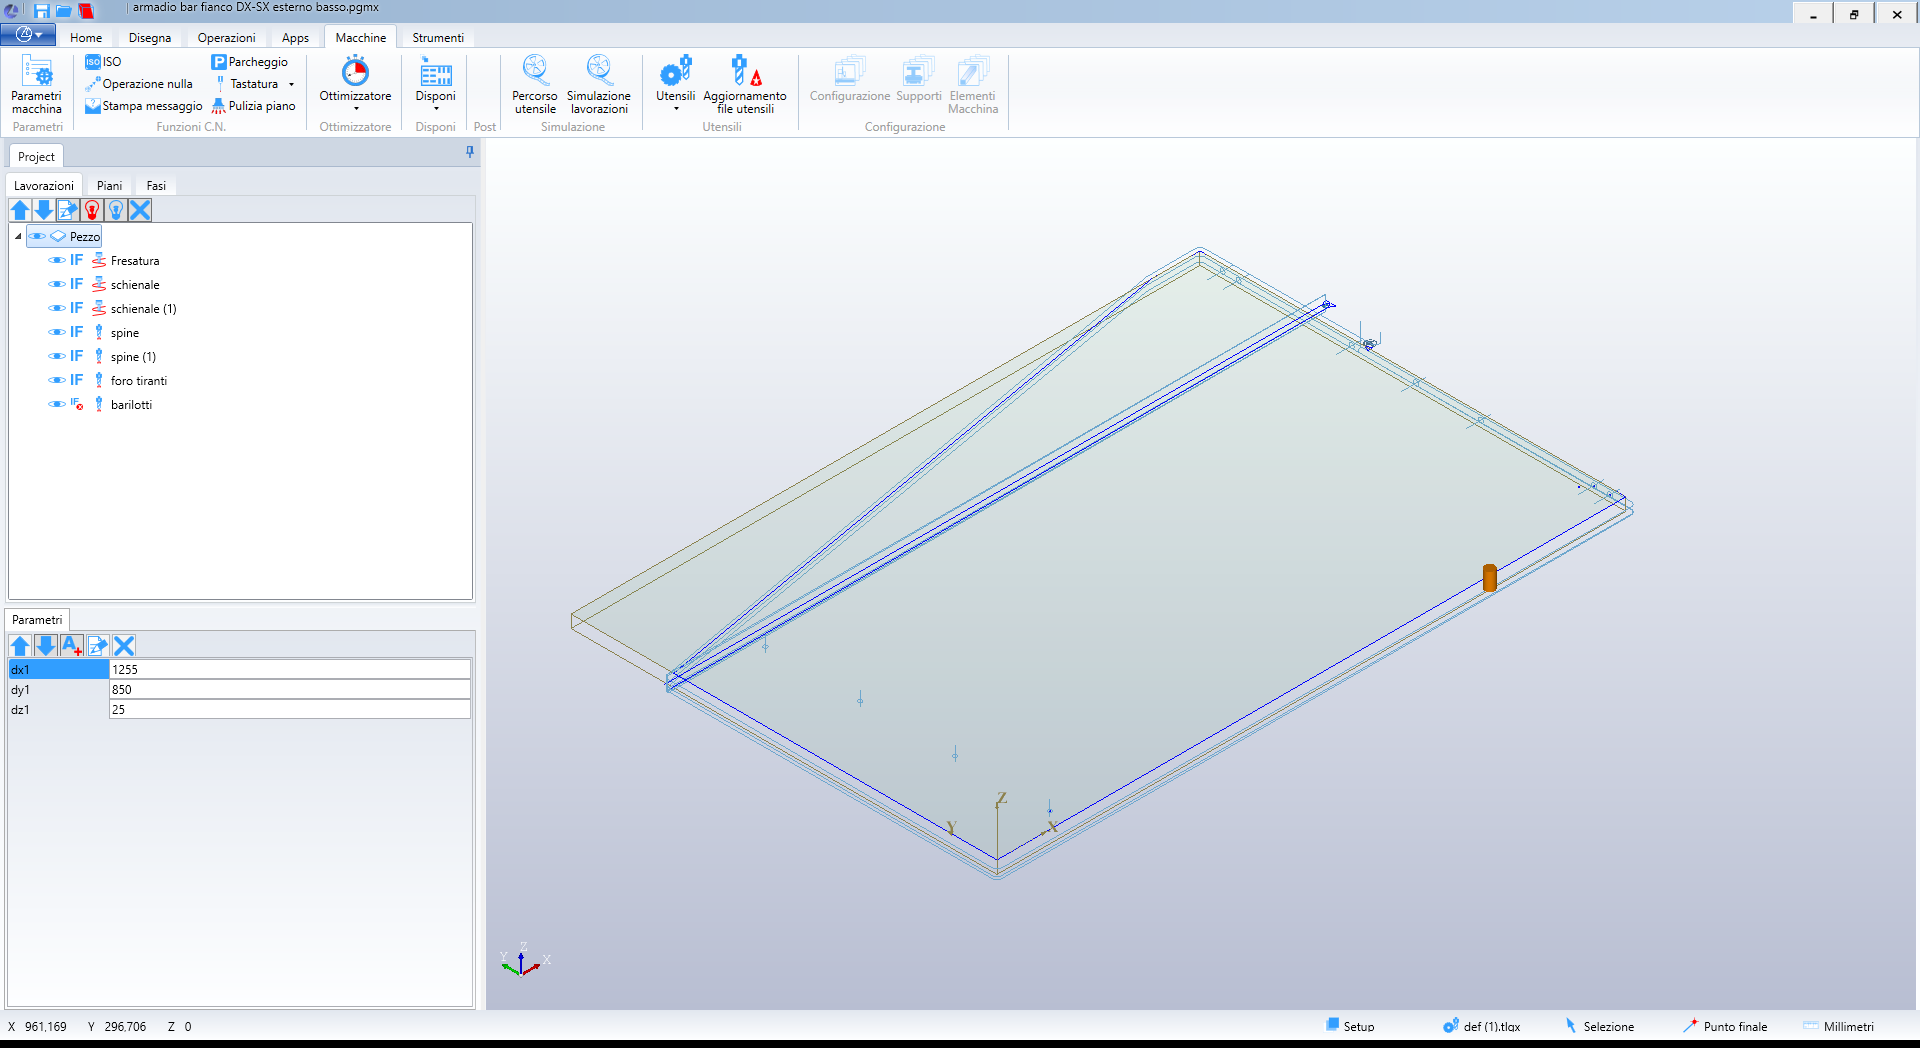 armadio bar fianco DX-SX esterno basso.pgmx
Home Disegna Operazioni Apps Macchine Strumenti
Parametri macchina
Parametri
ISO
Operazione nulla
Stampa messaggio
Parcheggio
Tastatura
Pulizia piano
Funzioni C.N.
Ottimizzatore
Ottimizzatore
Disponi
Disponi
Post
Percorso utensile
Simulazione lavorazioni
Simulazione
Utensili
Aggiornamento file utensili
Utensili
Configurazione
Supporti
Elementi Macchina
Configurazione
Project
Lavorazioni Piani Fasi
Pezzo
IF Fresatura
IF schienale
IF schienale (1)
IF spine
IF spine (1)
IF foro tiranti
IF barilotti
Parametri
dx1 1255
dy1 850
dz1 25
Z
Y
X
Z
Y
X
X 961,169 Y 296,706 Z 0
Setup
def (1).tlgx
Selezione
Punto finale
Millimetri